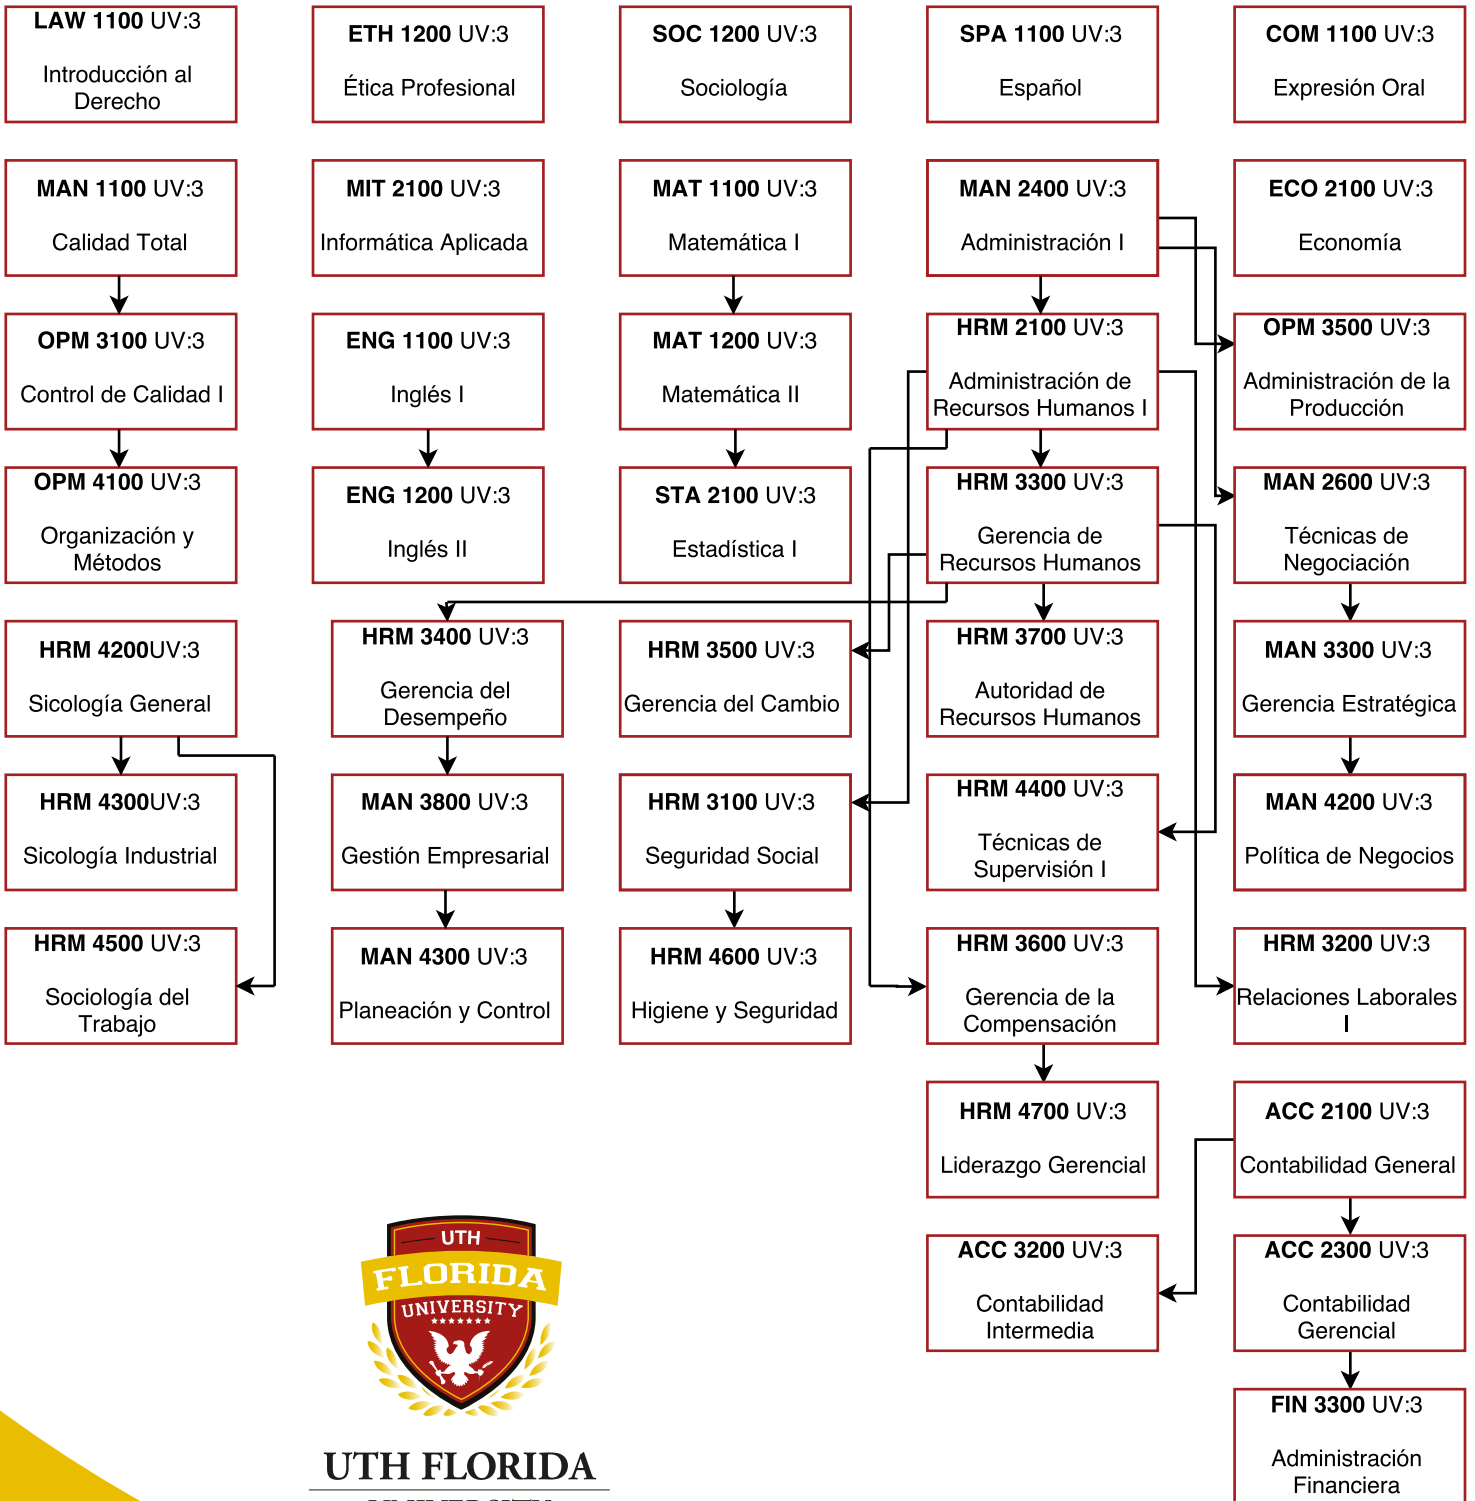 LAW 1100 UV:3
Introducción al
Derecho
ETH 1200 UV:3
Ética Profesional
SOC 1200 UV:3
Sociología
SPA 1100 UV:3
Español
COM 1100 UV:3
Expresión Oral
MAN 1100 UV:3
Calidad Total
MIT 2100 UV:3
Informática Aplicada
MAT 1100 UV:3
Matemática I
MAN 2400 UV:3
Administración I
ECO 2100 UV:3
Economía
OPM 3100 UV:3
Control de Calidad I
ENG 1100 UV:3
Inglés I
MAT 1200 UV:3
Matemática II
HRM 2100 UV:3
Administración de
Recursos Humanos I
OPM 3500 UV:3
Administración de la
Producción
OPM 4100 UV:3
Organización y
Métodos
ENG 1200 UV:3
Inglés II
STA 2100 UV:3
Estadística I
HRM 3300 UV:3
Gerencia de
Recursos Humanos
MAN 2600 UV:3
Técnicas de
Negociación
HRM 4200UV:3
Sicología General
HRM 3400 UV:3
Gerencia del
Desempeño
HRM 3500 UV:3
Gerencia del Cambio
HRM 3700 UV:3
Autoridad de
Recursos Humanos
MAN 3300 UV:3
Gerencia Estratégica
HRM 4300UV:3
Sicología Industrial
MAN 3800 UV:3
Gestión Empresarial
HRM 3100 UV:3
Seguridad Social
HRM 4400 UV:3
Técnicas de
Supervisión I
MAN 4200 UV:3
Política de Negocios
HRM 4500 UV:3
Sociología del
Trabajo
MAN 4300 UV:3
Planeación y Control
HRM 4600 UV:3
Higiene y Seguridad
HRM 3600 UV:3
Gerencia de la
Compensación
HRM 3200 UV:3
Relaciones Laborales
I
HRM 4700 UV:3
Liderazgo Gerencial
ACC 2100 UV:3
Contabilidad General
ACC 3200 UV:3
Contabilidad
Intermedia
ACC 2300 UV:3
Contabilidad
Gerencial
FIN 3300 UV:3
Administración
Financiera
UTH
FLORIDA
UNIVERSITY
UTH FLORIDA